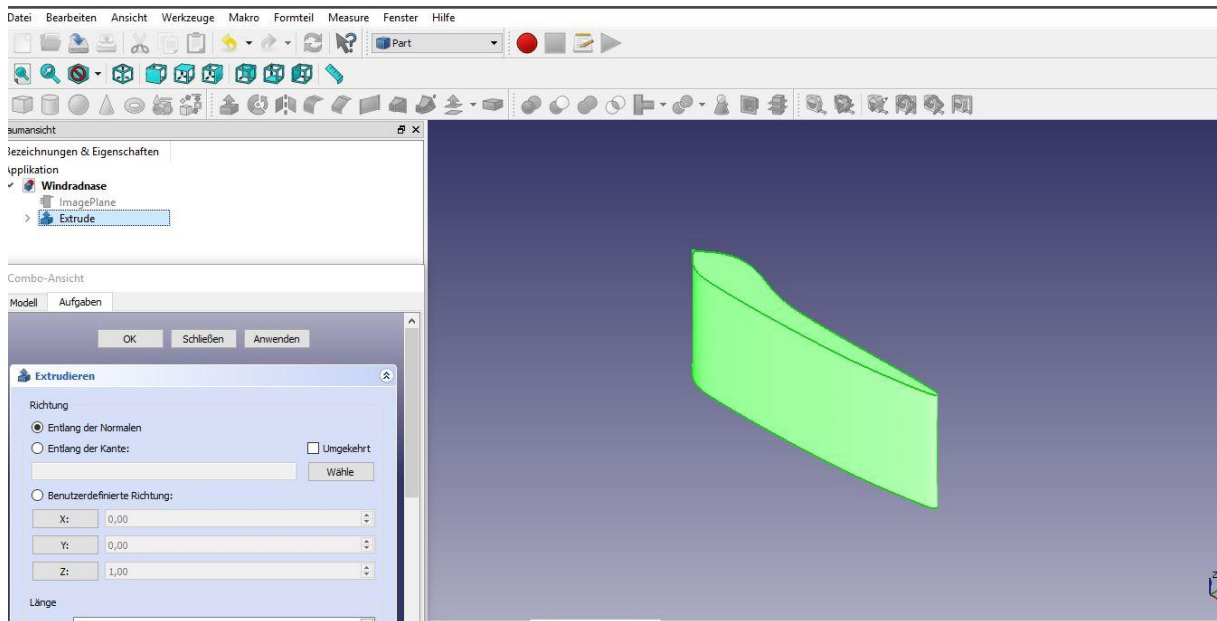 Datei Bearbeiten Ansicht Werkzeuge Makro Formteil Measure Fenster Hilfe
Part
aumansicht
Bezeichnungen & Eigenschaften
Applikation
Windradnase
ImagePlane
Extrude
Combo-Ansicht
Modell Aufgaben
OK Schließen Anwenden
Extrudieren
Richtung
Entlang der Normalen
Entlang der Kante: Umgekehrt
Wähle
Benutzerdefinierte Richtung:
X: 0,00
Y: 0,00
Z: 1,00
Länge
Z